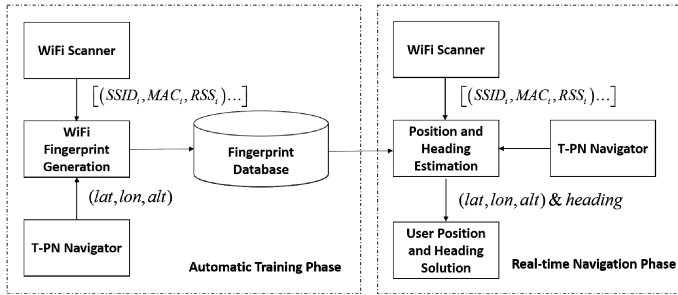 WiFi Scanner
[(SSID_i, MAC_i, RSS_i)...]
WiFi
Fingerprint
Generation
(lat, lon, alt)
T-PN Navigator
Fingerprint
Database
Automatic Training Phase
WiFi Scanner
[(SSID_i, MAC_i, RSS_i)...]
Position and
Heading
Estimation
T-PN Navigator
(lat, lon, alt) & heading
User Position
and Heading
Solution
Real-time Navigation Phase